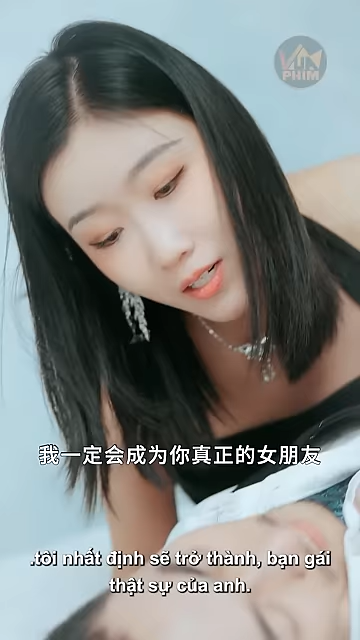 VN
PHIM
我一定会成为你真正的女朋友
.tôi nhất định sẽ trở thành, bạn gái
thật sự của anh.